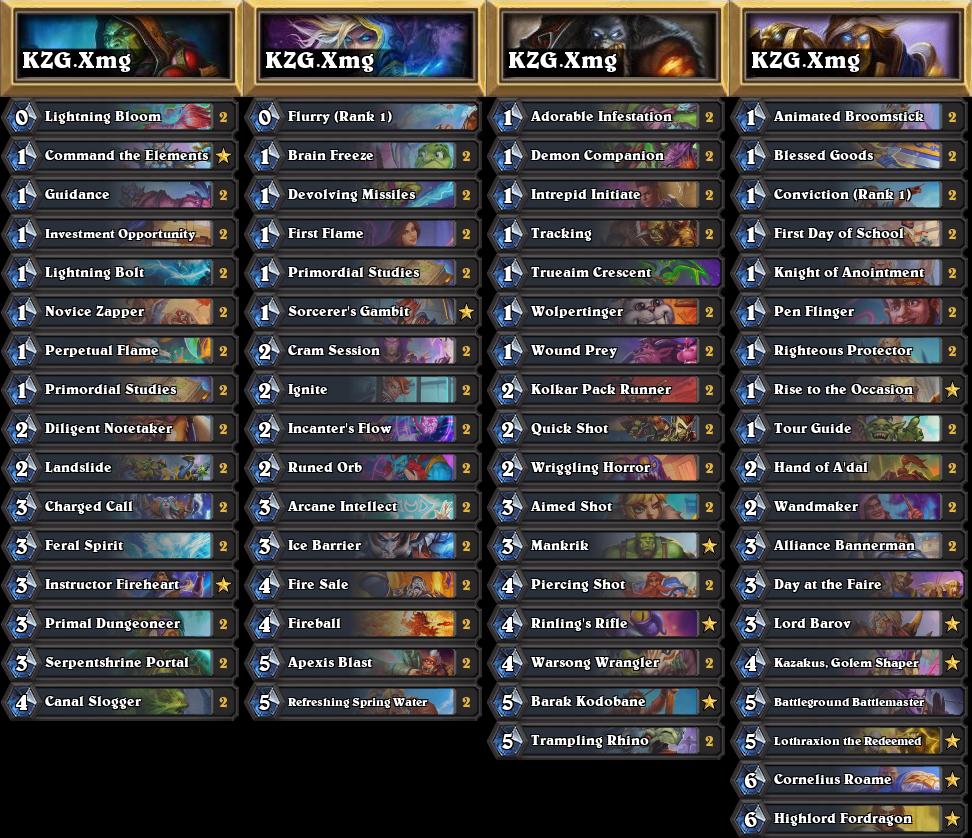 KZG.Xmg
0 Lightning Bloom 2
1 Command the Elements
1 Guidance 2
1 Investment Opportunity 2
1 Lightning Bolt 2
1 Novice Zapper 2
1 Perpetual Flame 2
1 Primordial Studies 2
2 Diligent Notetaker 2
2 Landslide 2
3 Charged Call 2
3 Feral Spirit 2
3 Instructor Fireheart
3 Primal Dungeoneer 2
3 Serpentshrine Portal 2
4 Canal Slogger 2
KZG.Xmg
0 Flurry (Rank 1)
1 Brain Freeze 2
1 Devolving Missiles 2
1 First Flame 2
1 Primordial Studies 2
1 Sorcerer's Gambit
2 Cram Session 2
2 Ignite 2
2 Incanter's Flow 2
2 Runed Orb 2
3 Arcane Intellect 2
3 Ice Barrier 2
4 Fire Sale 2
4 Fireball 2
5 Apexis Blast 2
5 Refreshing Spring Water 2
KZG.Xmg
1 Adorable Infestation 2
1 Demon Companion 2
1 Intrepid Initiate 2
1 Tracking 2
1 Trueaim Crescent
1 Wolpertinger 2
1 Wound Prey 2
2 Kolkar Pack Runner 2
2 Quick Shot 2
2 Wriggling Horror 2
3 Aimed Shot 2
3 Mankrik
4 Piercing Shot 2
4 Rinling's Rifle
4 Warsong Wrangler 2
5 Barak Kodobane
5 Trampling Rhino 2
KZG.Xmg
1 Animated Broomstick 2
1 Blessed Goods 2
1 Conviction (Rank 1) 2
1 First Day of School 2
1 Knight of Anointment 2
1 Pen Flinger 2
1 Righteous Protector 2
1 Rise to the Occasion
1 Tour Guide 2
2 Hand of A'dal 2
2 Wandmaker 2
3 Alliance Bannerman 2
3 Day at the Faire
3 Lord Barov
4 Kazakus, Golem Shaper
5 Battleground Battlemaster
5 Lothraxion the Redeemed
6 Cornelius Roame
6 Highlord Fordragon